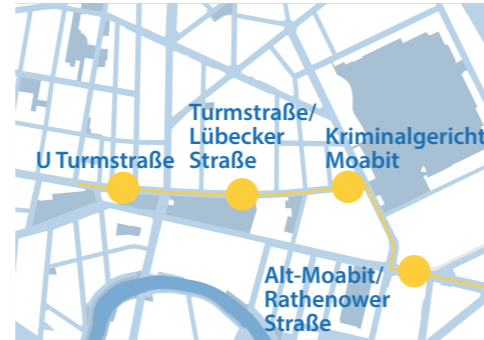 U Turmstraße
Turmstraße/
Lübecker
Straße
Kriminalgericht
Moabit
Alt-Moabit/
Rathenower
Straße